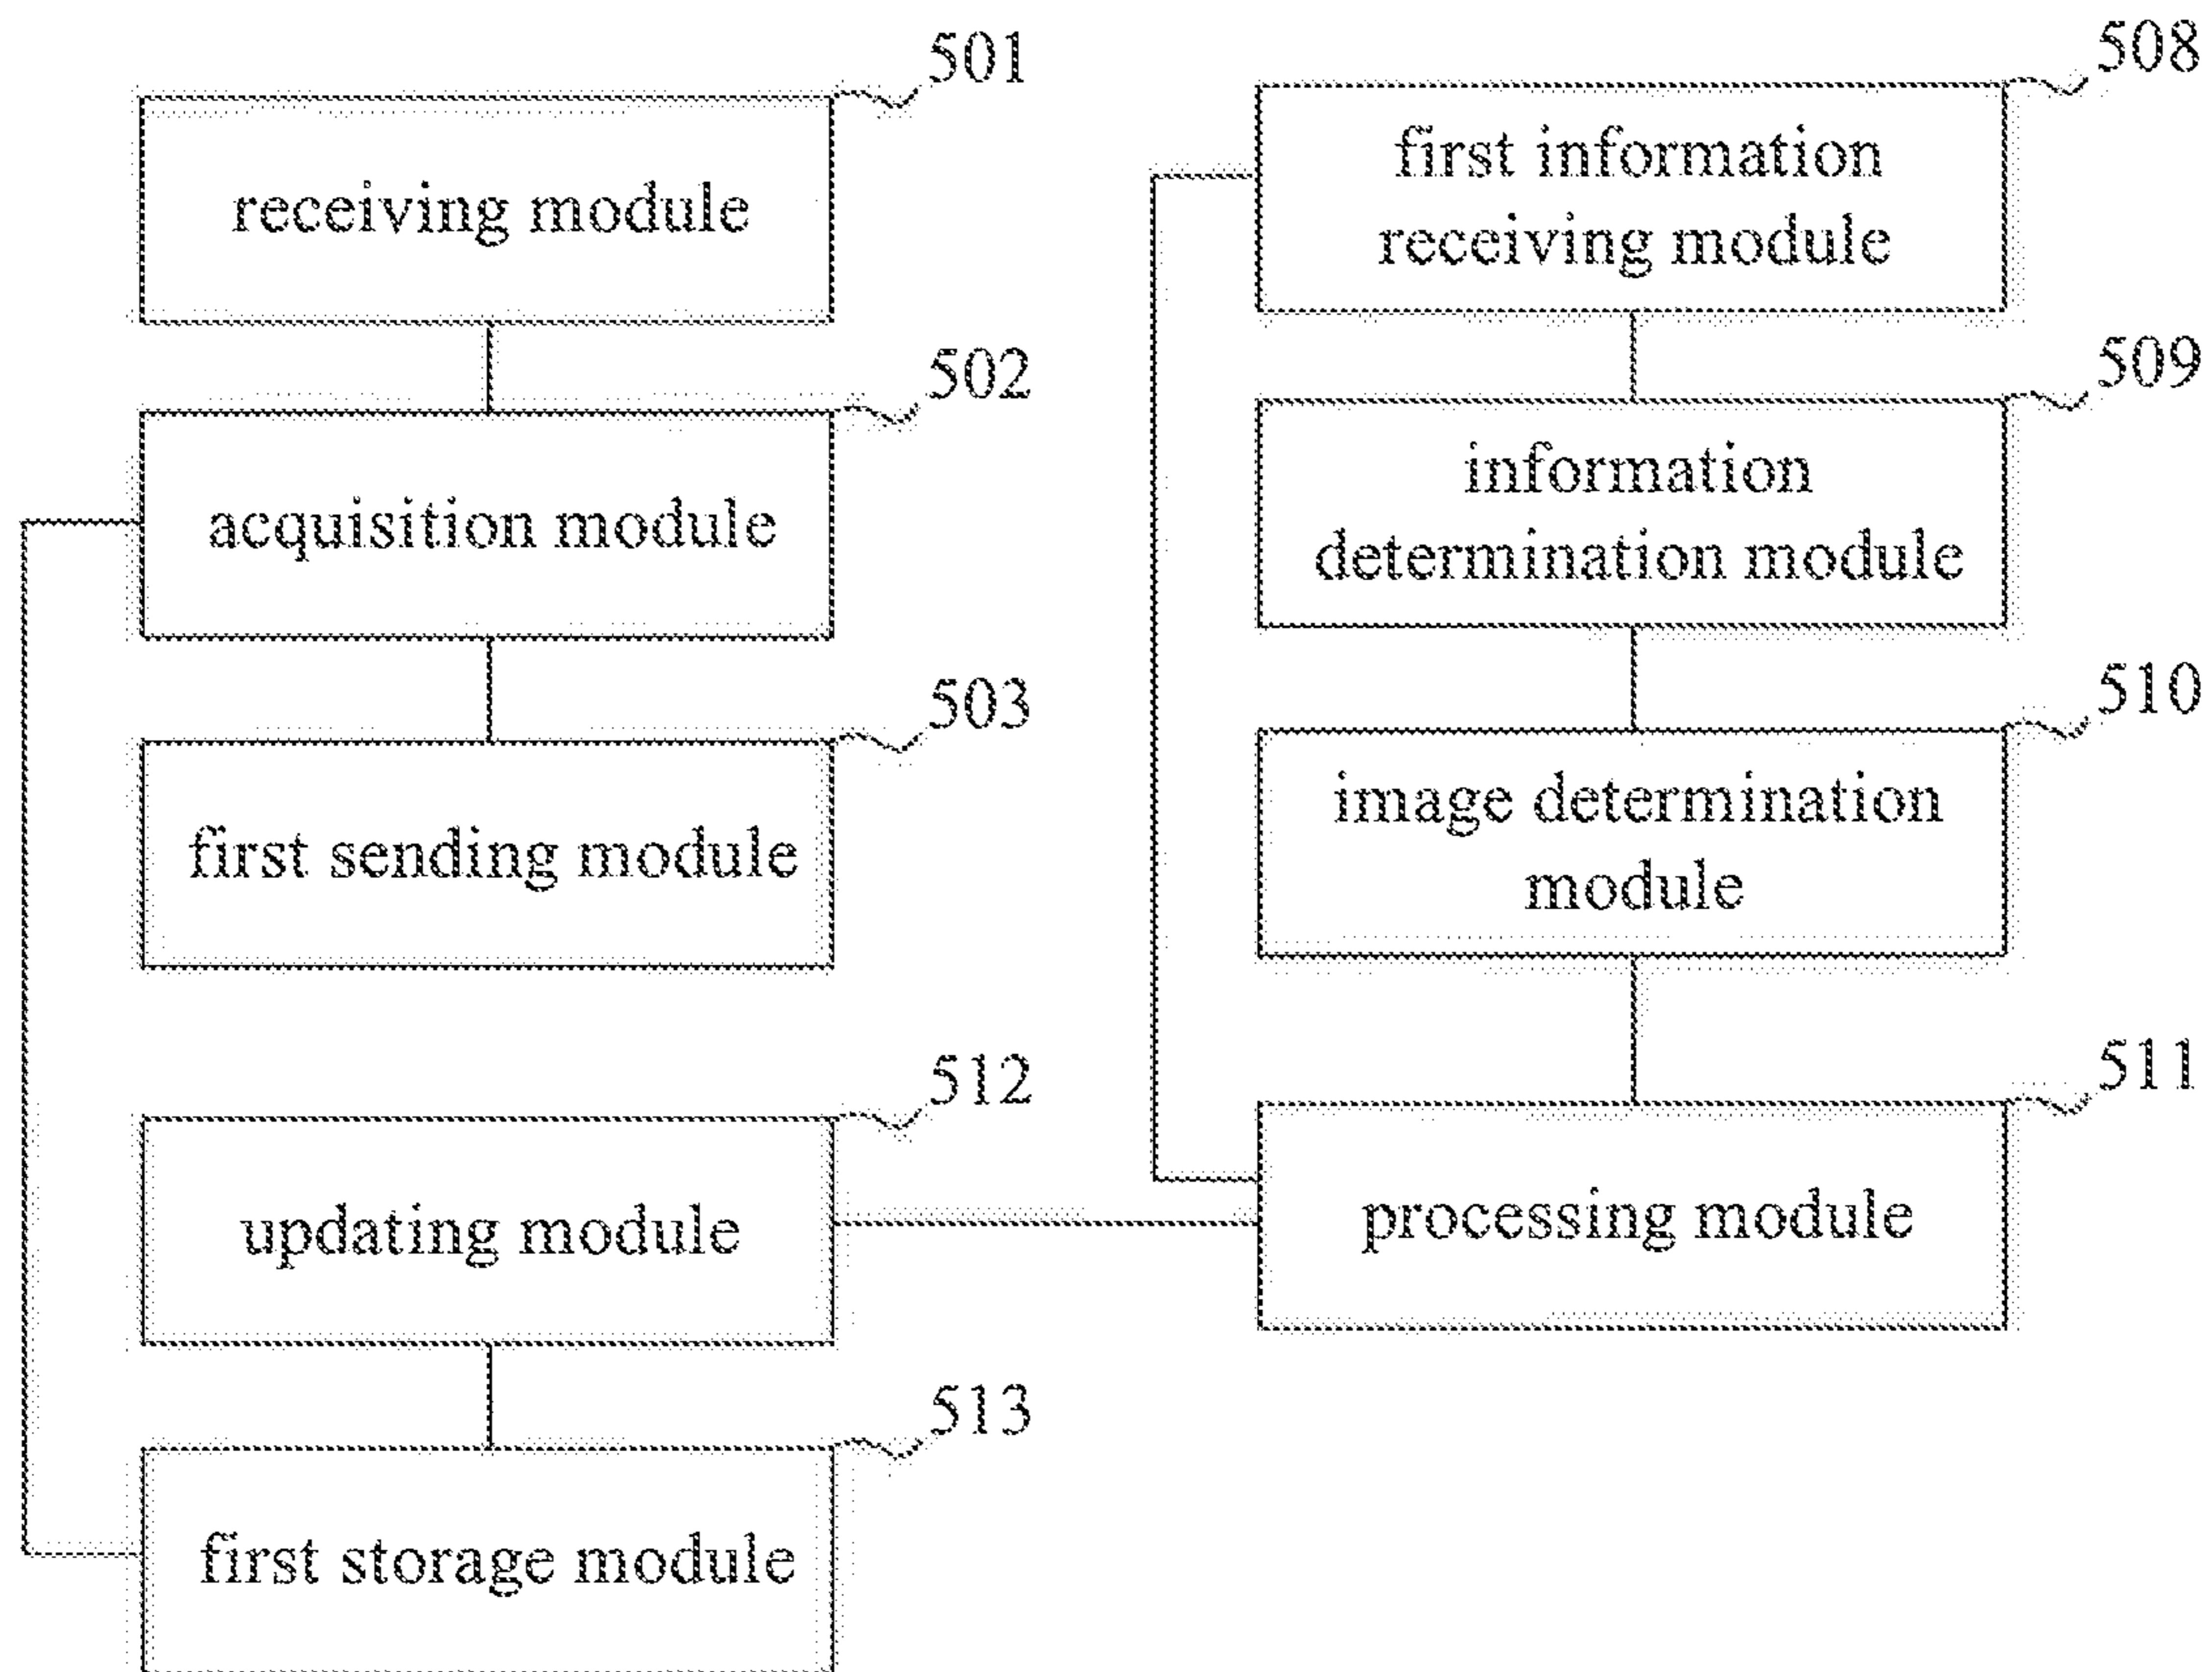 501
receiving module
502
acquisition module
503
first sending module
512
updating module
513
first storage module
508
first information
receiving module
509
information
determination module
510
image determination
module
511
processing module